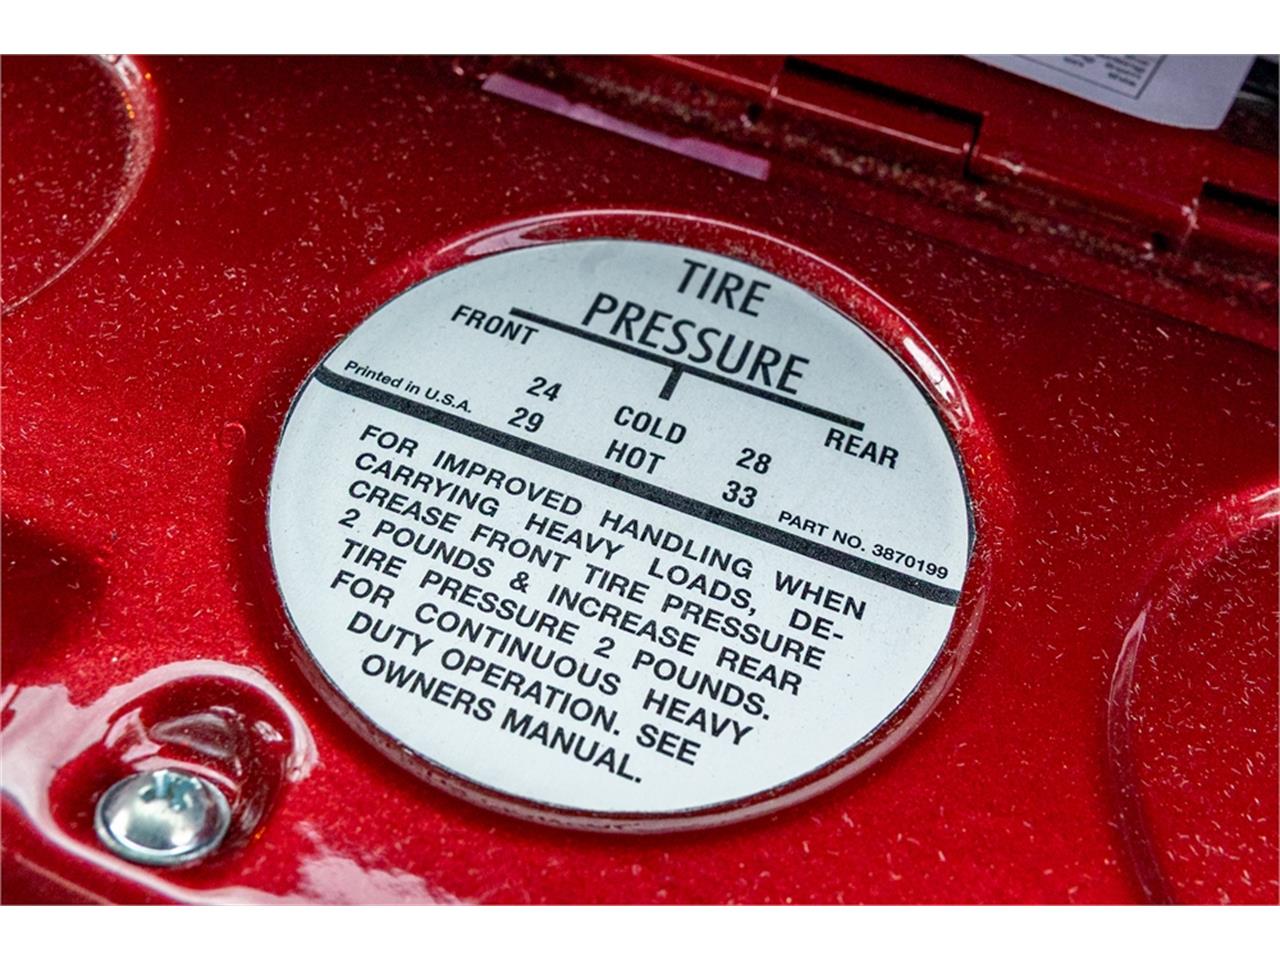 TIRE
PRESSURE
FRONT REAR
24 COLD 28
29 HOT 33
Printed in U.S.A. PART NO. 3870199
FOR IMPROVED HANDLING WHEN
CARRYING HEAVY LOADS, DE-
CREASE FRONT TIRE PRESSURE
2 POUNDS & INCREASE REAR
TIRE PRESSURE 2 POUNDS.
FOR CONTINUOUS HEAVY
DUTY OPERATION. SEE
OWNERS MANUAL.